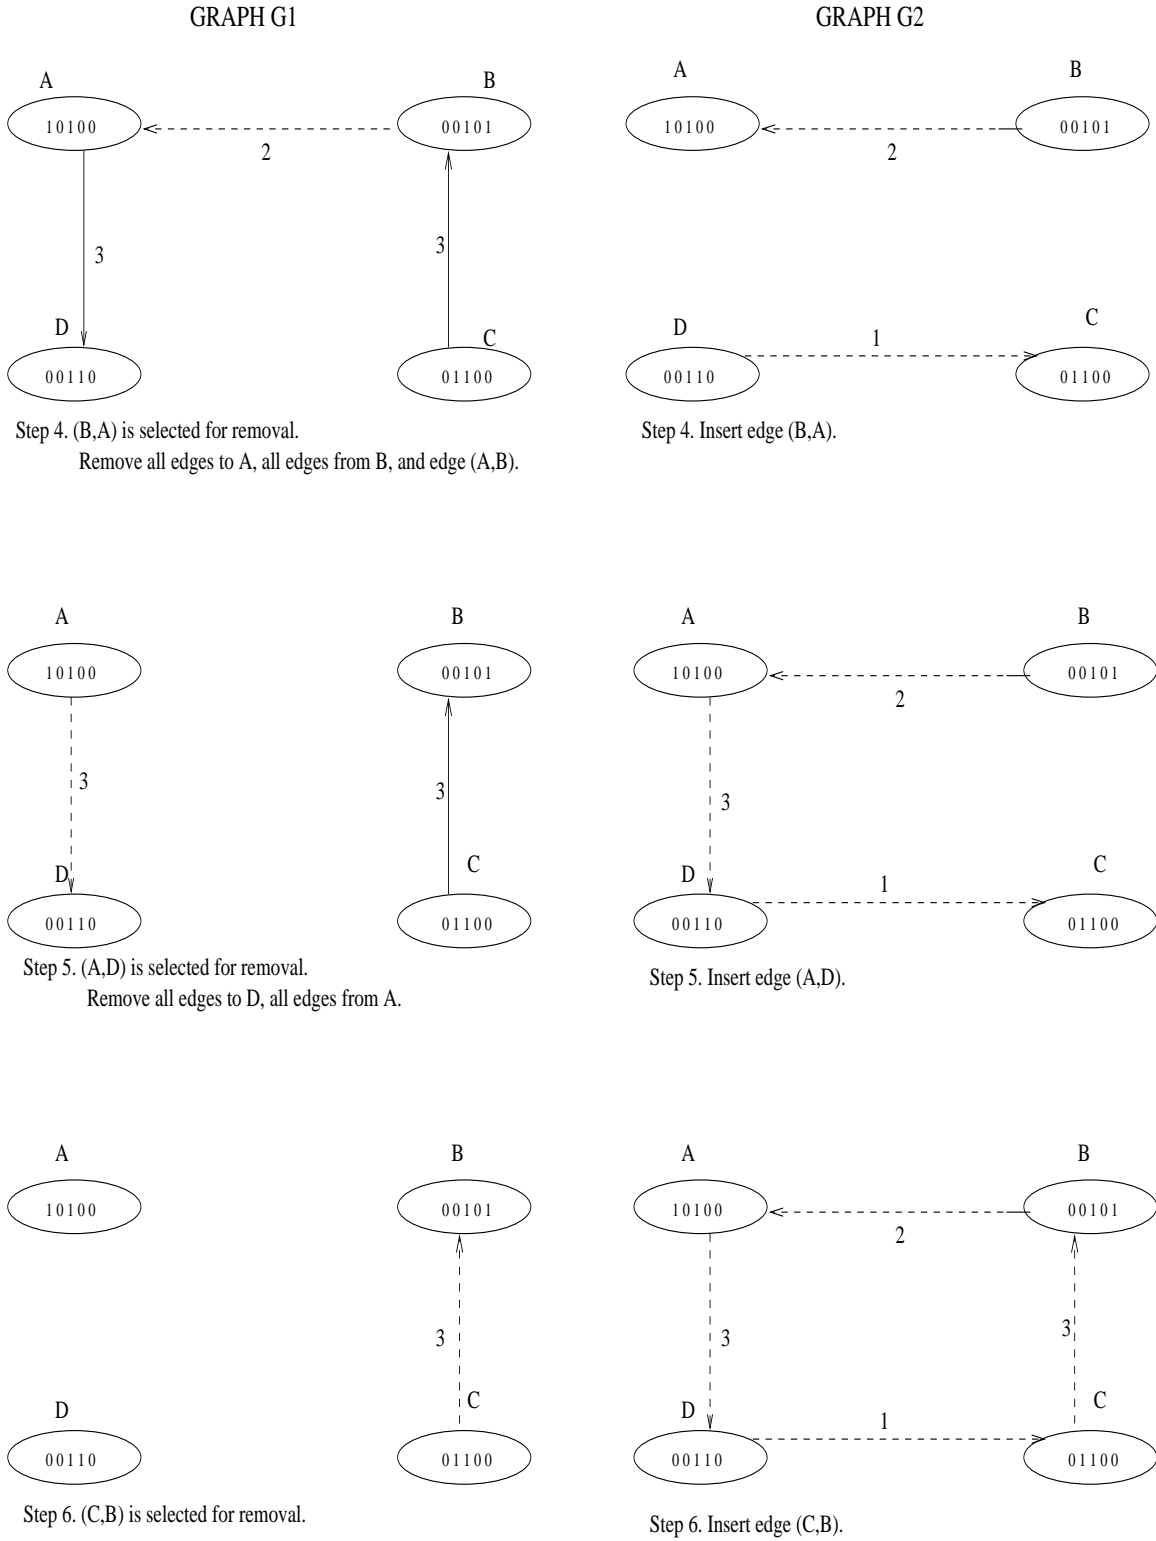 GRAPH G1
GRAPH G2
A
B
A
B
10100
00101
10100
00101
2
2
3
3
D
C
D
C
1
00110
01100
00110
01100
Step 4. (B,A) is selected for removal.
Remove all edges to A, all edges from B, and edge (A,B).
Step 4. Insert edge (B,A).
A
B
A
B
10100
00101
10100
00101
2
3
3
3
D
C
D
C
1
00110
01100
00110
01100
Step 5. (A,D) is selected for removal.
Remove all edges to D, all edges from A.
Step 5. Insert edge (A,D).
A
B
A
B
10100
00101
10100
00101
2
3
3
3
D
C
D
C
1
00110
01100
00110
01100
Step 6. (C,B) is selected for removal.
Step 6. Insert edge (C,B).